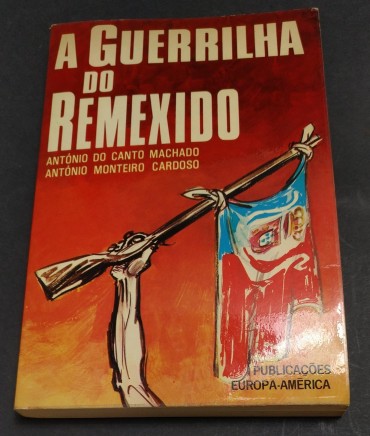 A GUERRILHA
DO
REMEXIDO
ANTÓNIO DO CANTO MACHADO
ANTÓNIO MONTEIRO CARDOSO
PUBLICAÇÕES
EUROPA-AMÉRICA